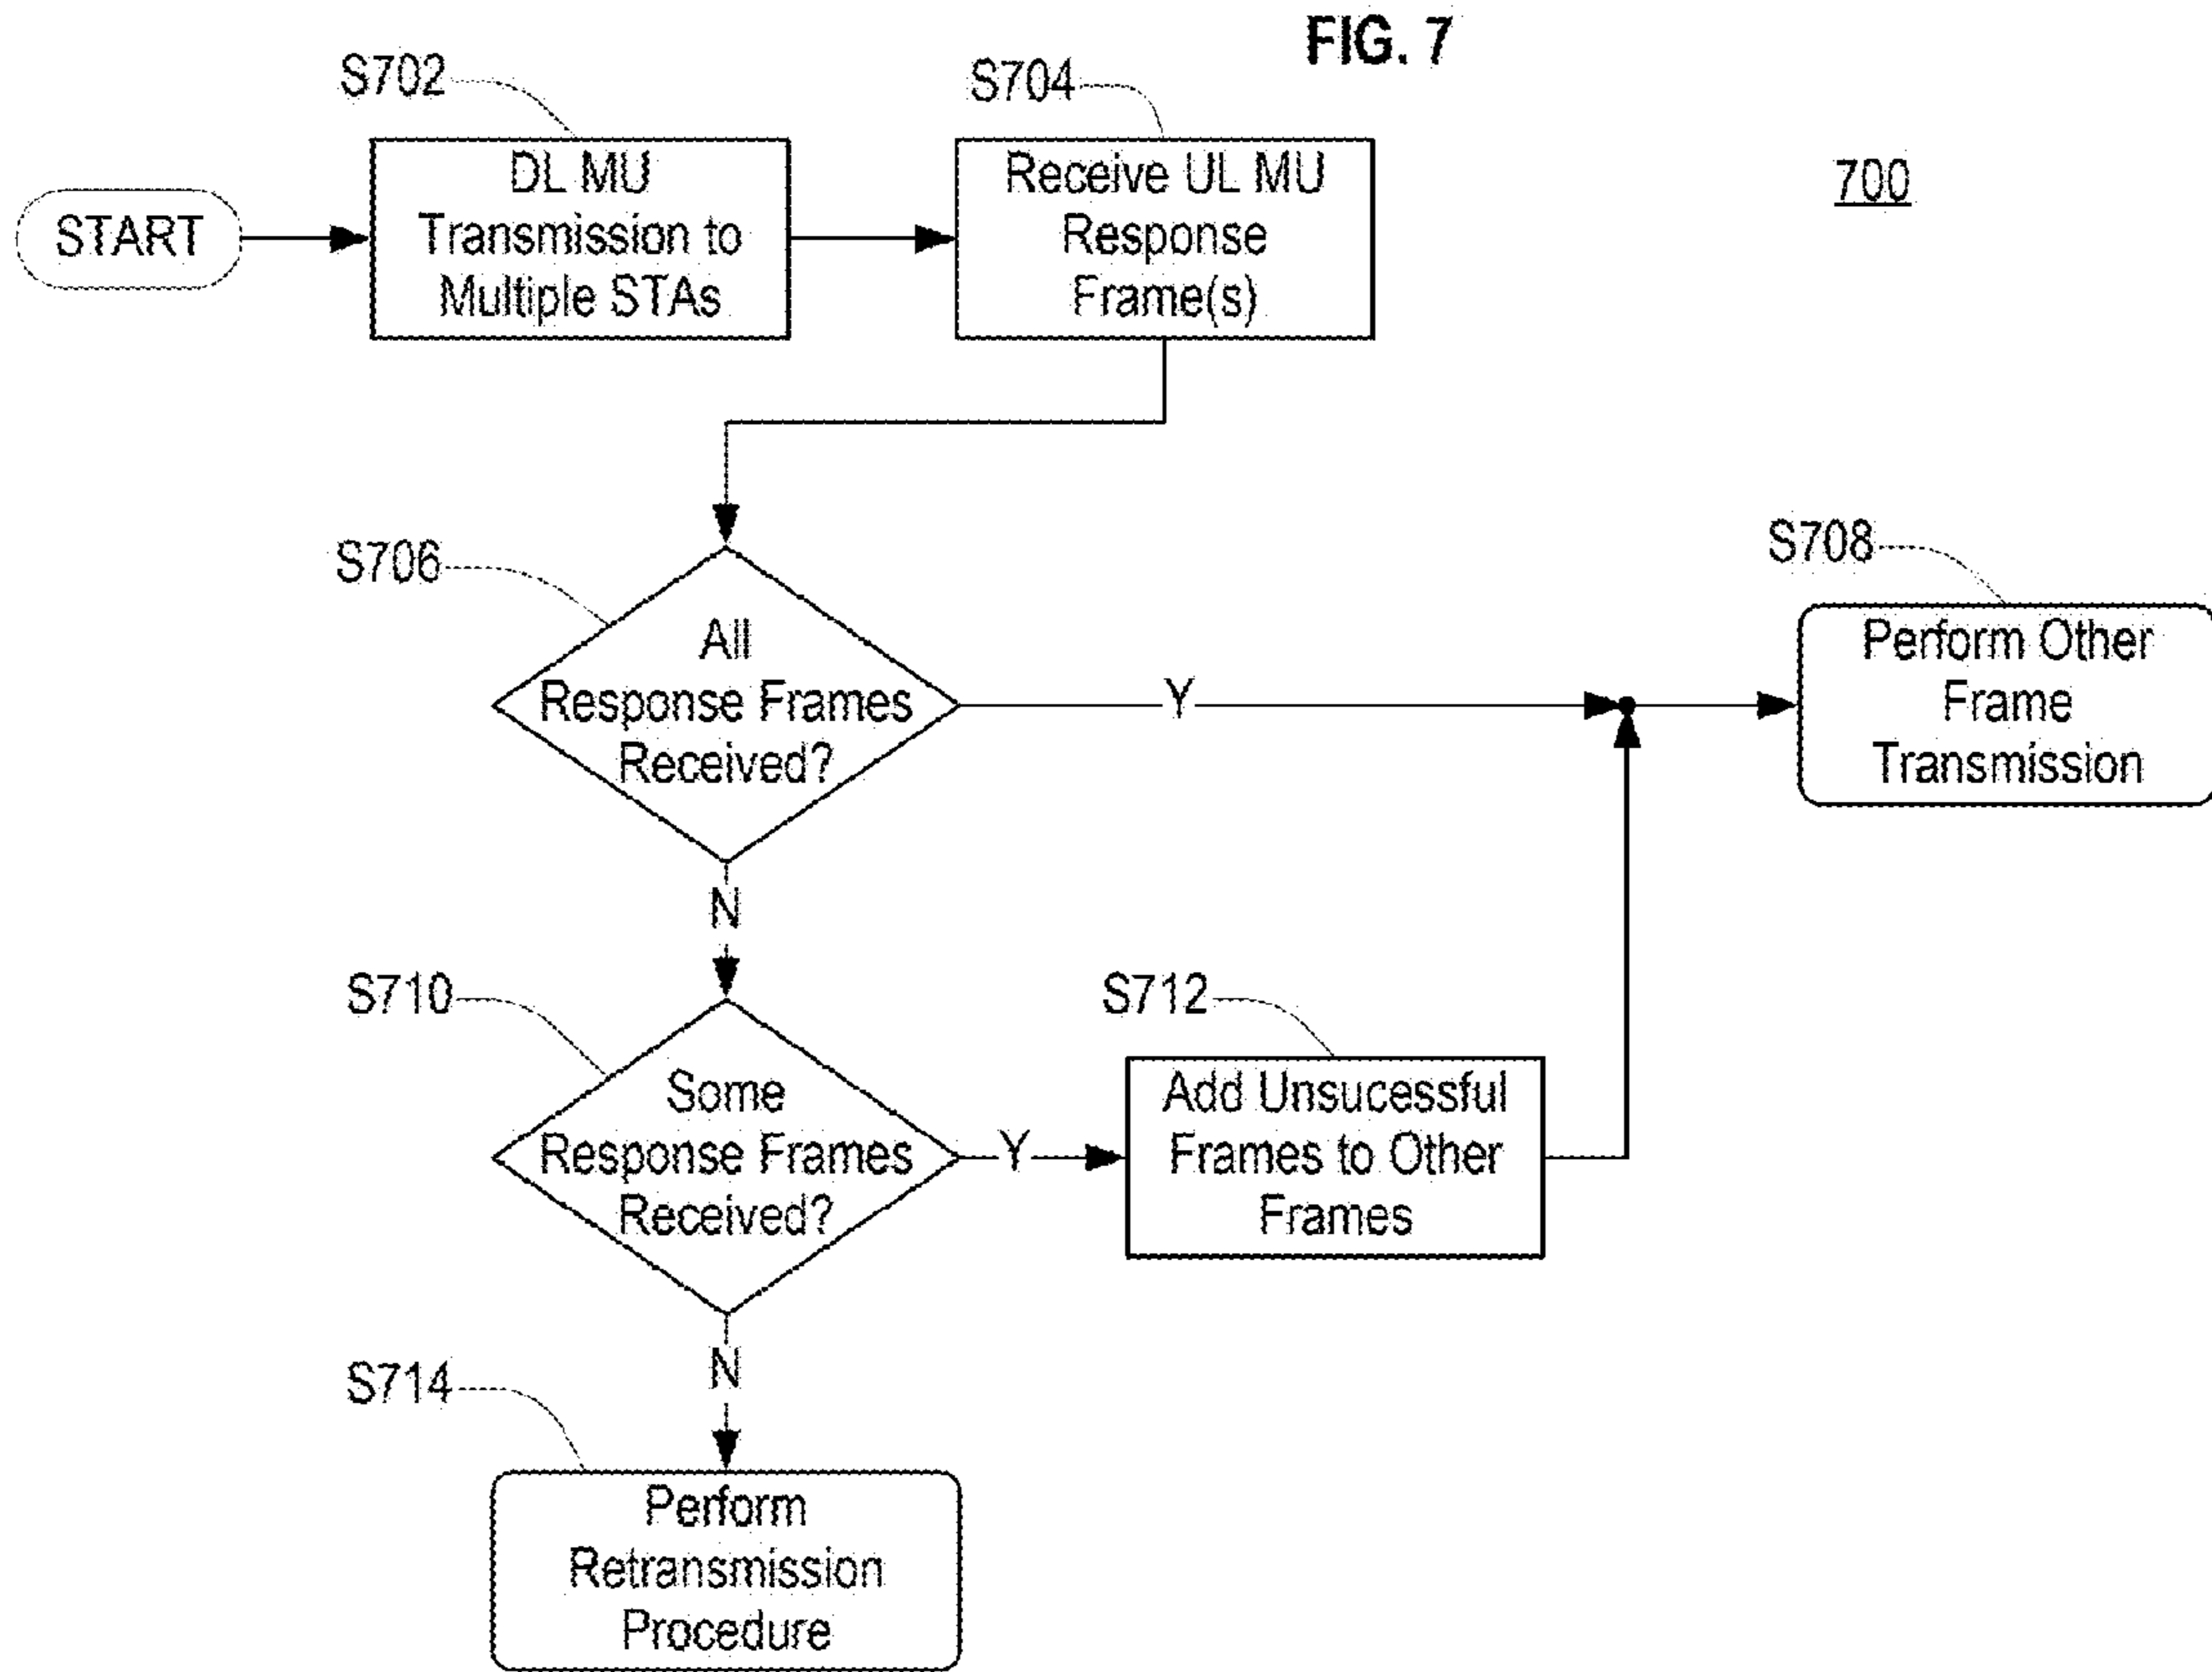 FIG. 7
700
START
S702
DL MU
Transmission to
Multiple STAs
S704
Receive UL MU
Response
Frame(s)
S706
All
Response Frames
Received?
Y
S708
Perform Other
Frame
Transmission
N
S710
Some
Response Frames
Received?
Y
S712
Add Unsucessful
Frames to Other
Frames
N
S714
Perform
Retransmission
Procedure